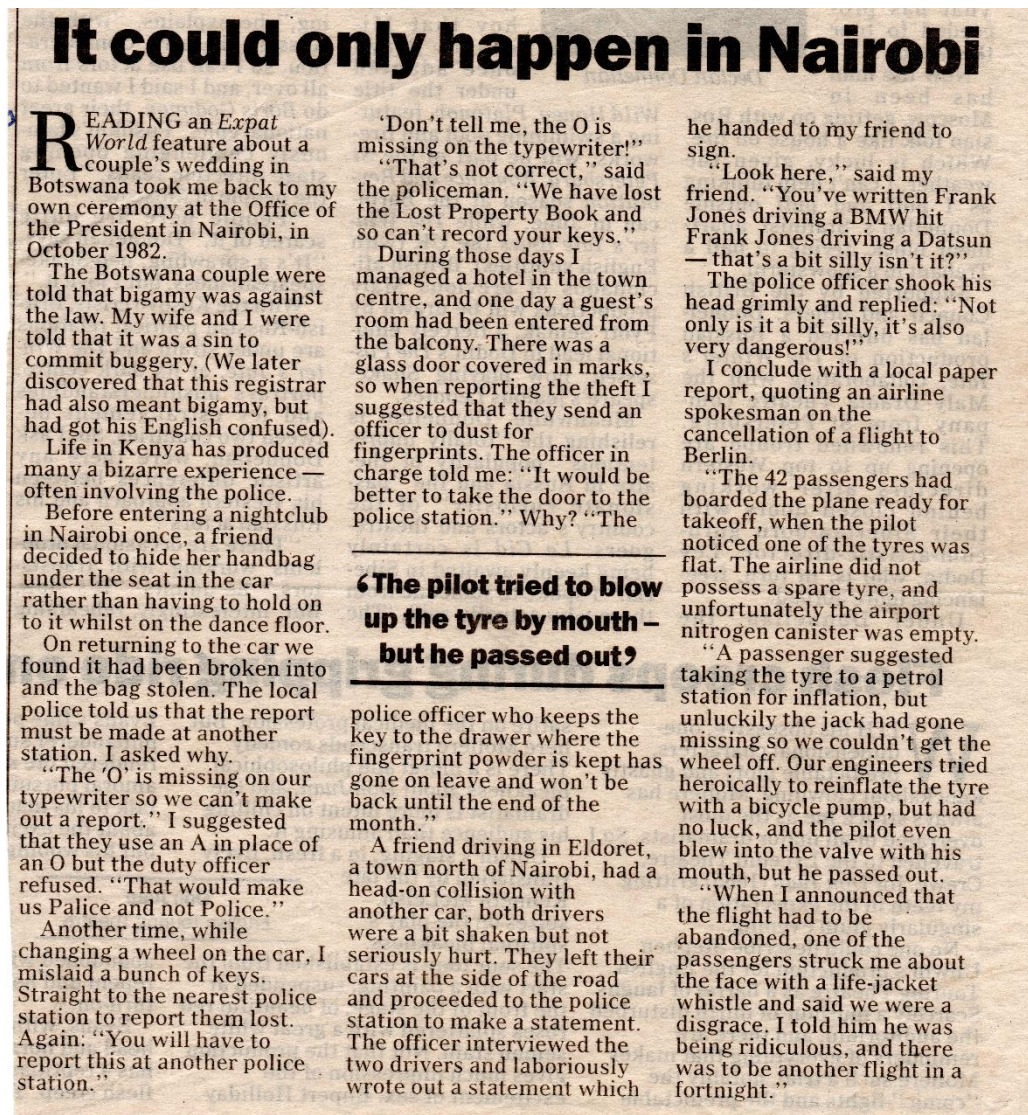 It could only happen in Nairobi
READING an Expat
World feature about a
couple's wedding in
Botswana took me back to my
own ceremony at the Office of
the President in Nairobi, in
October 1982.
The Botswana couple were
told that bigamy was against
the law. My wife and I were
told that it was a sin to
commit buggery. (We later
discovered that this registrar
had also meant bigamy, but
had got his English confused).
Life in Kenya has produced
many a bizarre experience —
often involving the police.
Before entering a nightclub
in Nairobi once, a friend
decided to hide her handbag
under the seat in the car
rather than having to hold on
to it whilst on the dance floor.
On returning to the car we
found it had been broken into
and the bag stolen. The local
police told us that the report
must be made at another
station. I asked why.
"The 'O' is missing on our
typewriter so we can't make
out a report." I suggested
that they use an A in place of
an O but the duty officer
refused. "That would make
us Palice and not Police."
Another time, while
changing a wheel on the car, I
mislaid a bunch of keys.
Straight to the nearest police
station to report them lost.
Again: "You will have to
report this at another police
station."
'Don't tell me, the O is
missing on the typewriter!"
"That's not correct," said
the policeman. "We have lost
the Lost Property Book and
so can't record your keys."
During those days I
managed a hotel in the town
centre, and one day a guest's
room had been entered from
the balcony. There was a
glass door covered in marks,
so when reporting the theft I
suggested that they send an
officer to dust for
fingerprints. The officer in
charge told me: "It would be
better to take the door to the
police station." Why? "The
'The pilot tried to blow
up the tyre by mouth –
but he passed out'
police officer who keeps the
key to the drawer where the
fingerprint powder is kept has
gone on leave and won't be
back until the end of the
month."
A friend driving in Eldoret,
a town north of Nairobi, had a
head-on collision with
another car, both drivers
were a bit shaken but not
seriously hurt. They left their
cars at the side of the road
and proceeded to the police
station to make a statement.
The officer interviewed the
two drivers and laboriously
wrote out a statement which
he handed to my friend to
sign.
"Look here," said my
friend. "You've written Frank
Jones driving a BMW hit
Frank Jones driving a Datsun
— that's a bit silly isn't it?"
The police officer shook his
head grimly and replied: "Not
only is it a bit silly, it's also
very dangerous!"
I conclude with a local paper
report, quoting an airline
spokesman on the
cancellation of a flight to
Berlin.
"The 42 passengers had
boarded the plane ready for
takeoff, when the pilot
noticed one of the tyres was
flat. The airline did not
possess a spare tyre, and
unfortunately the airport
nitrogen canister was empty.
"A passenger suggested
taking the tyre to a petrol
station for inflation, but
unluckily the jack had gone
missing so we couldn't get the
wheel off. Our engineers tried
heroically to reinflate the tyre
with a bicycle pump, but had
no luck, and the pilot even
blew into the valve with his
mouth, but he passed out.
"When I announced that
the flight had to be
abandoned, one of the
passengers struck me about
the face with a life-jacket
whistle and said we were a
disgrace. I told him he was
being ridiculous, and there
was to be another flight in a
fortnight."